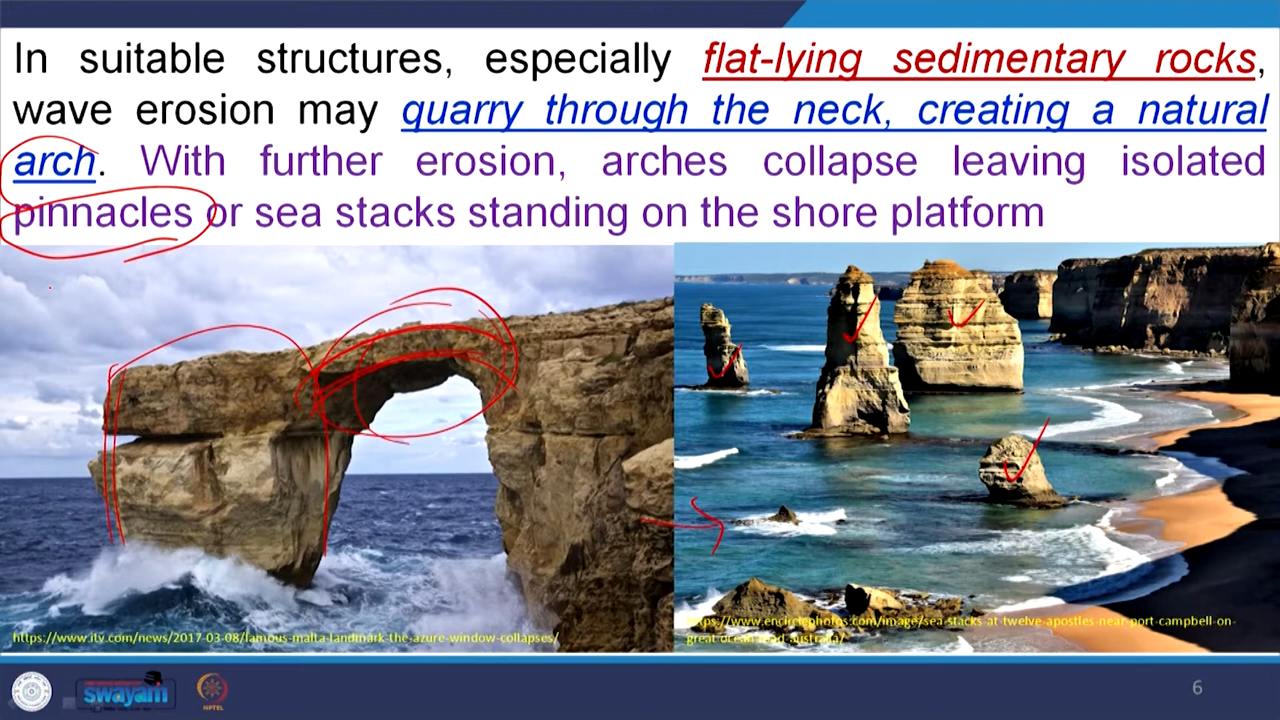 In suitable structures, especially flat-lying sedimentary rocks,
wave erosion may quarry through the neck, creating a natural
arch. With further erosion, arches collapse leaving isolated
pinnacles or sea stacks standing on the shore platform
https://www.itv.com/news/2017-03-08/famous-malta-landmark-the-azure-window-collapses/
https://www.encirclephotos.com/image/sea-stacks-at-twelve-apostles-near-port-campbell-on-
great-ocean-road-australia/
swayam
NPTEL
6